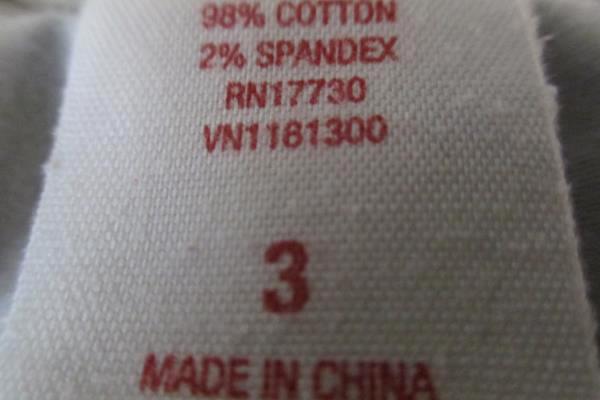 98% COTTON
2% SPANDEX
RN17730
VN1161300
3
MADE IN CHINA